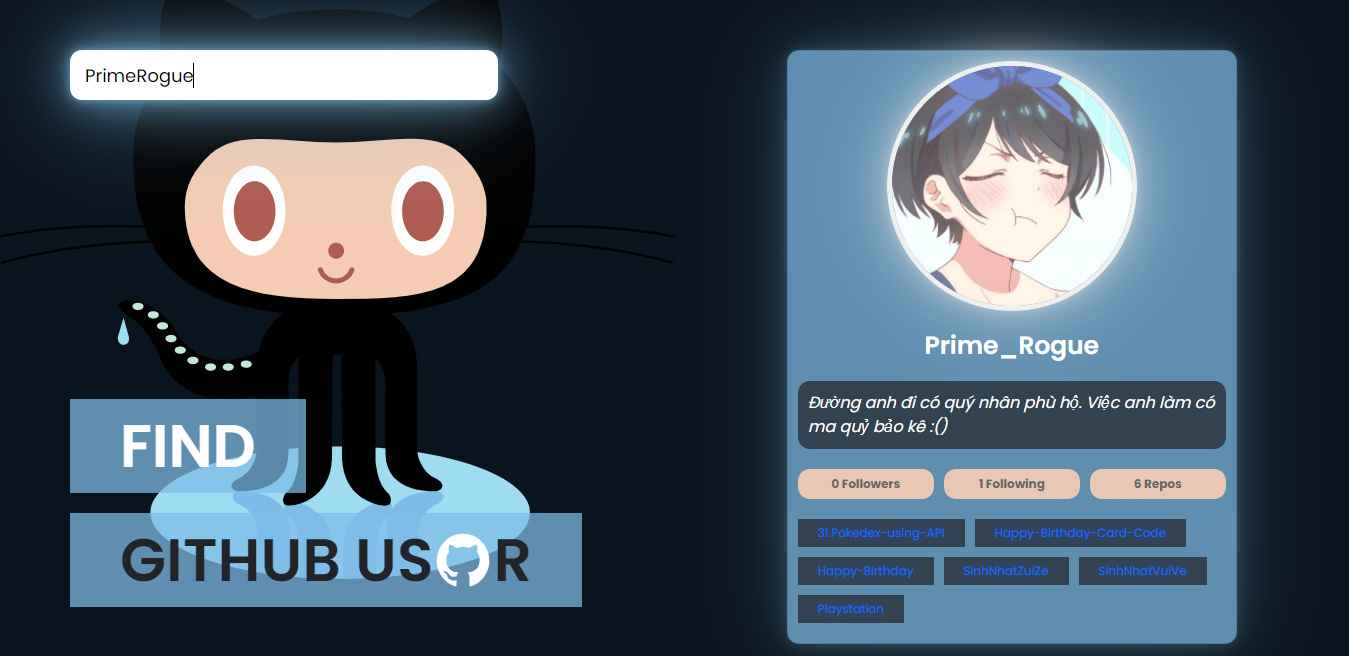 PrimeRogue
FIND
GITHUB USR
Prime_Rogue
Đường anh đi có quý nhân phù hộ. Việc anh làm có
ma quỷ bảo kê :()
0 Followers
1 Following
6 Repos
31.Pokedex-using-API
Happy-Birthday-Card-Code
Happy-Birthday
SinhNhatZuiZe
SinhNhatVuiVe
Playstation